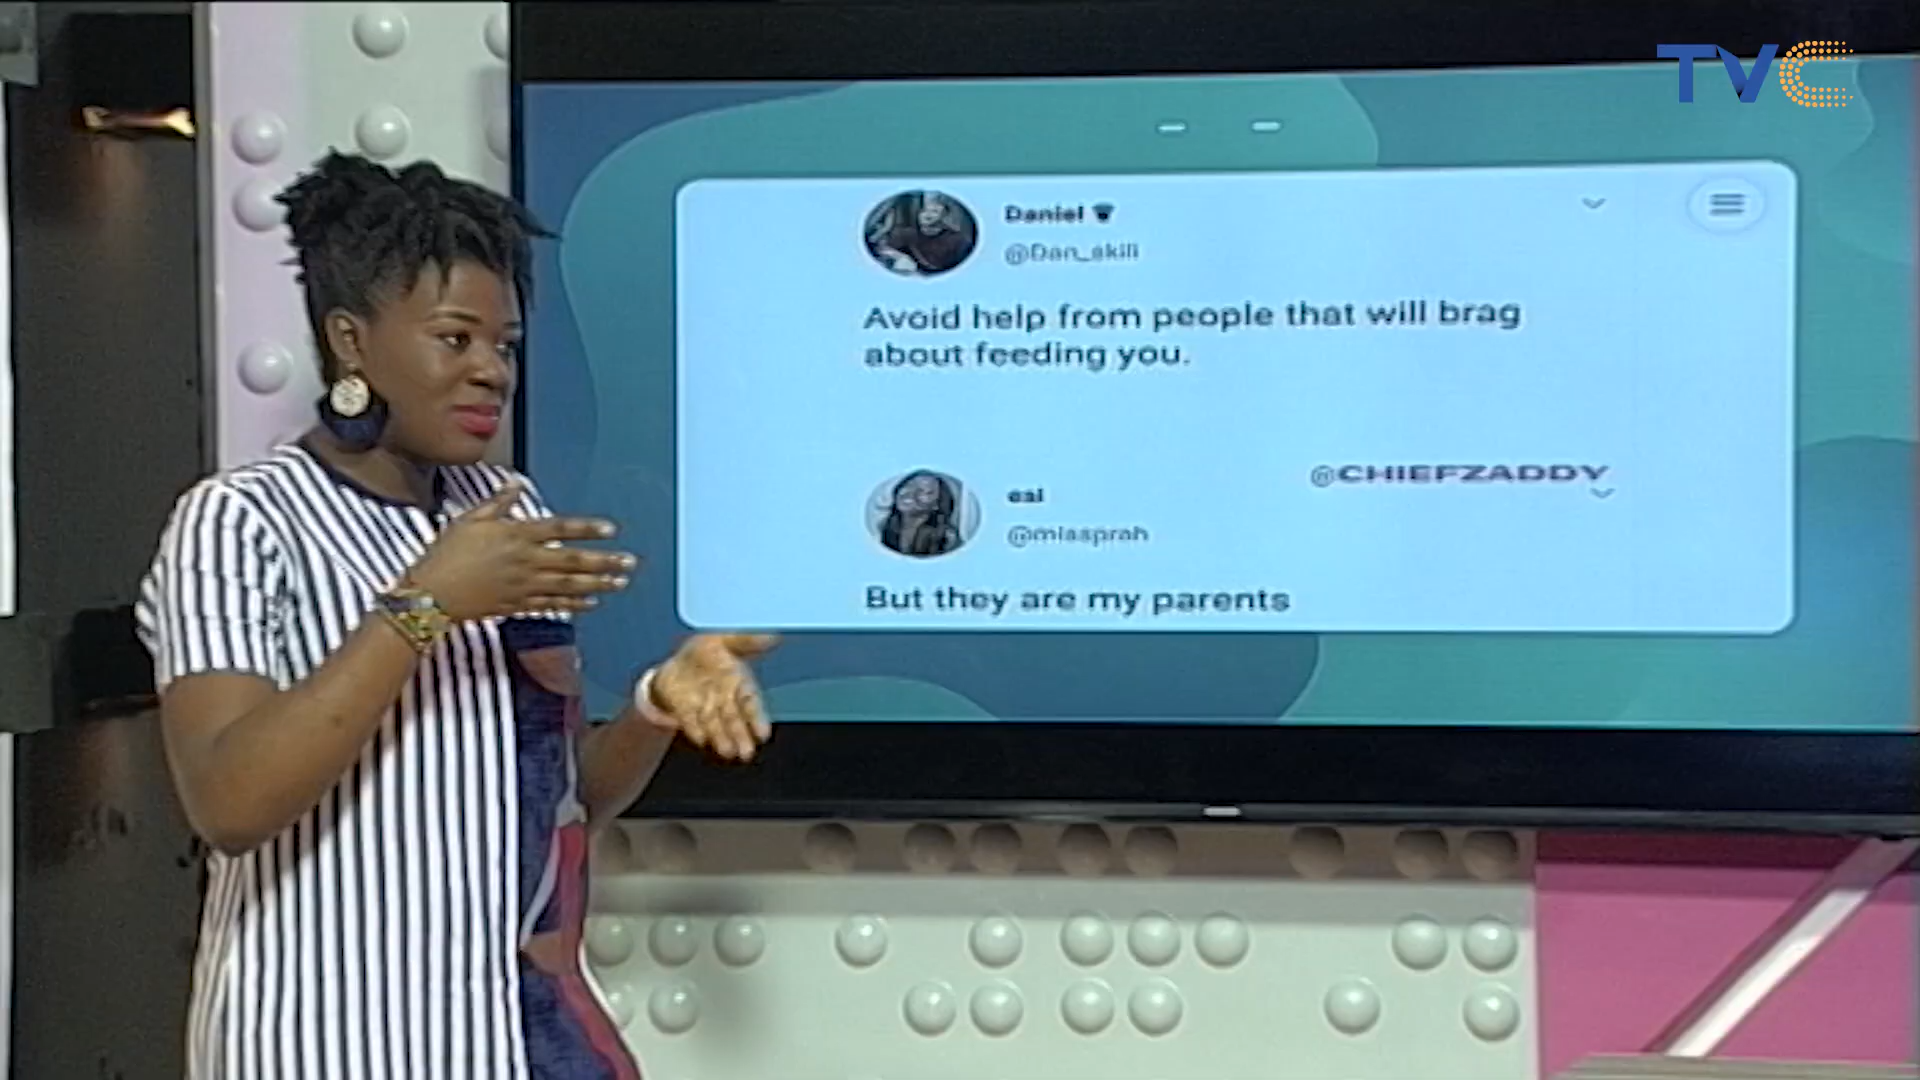 TVC
Daniel
@Dan_skili
Avoid help from people that will brag
about feeding you.
@CHIEFZADDY
esi
@missprah
But they are my parents